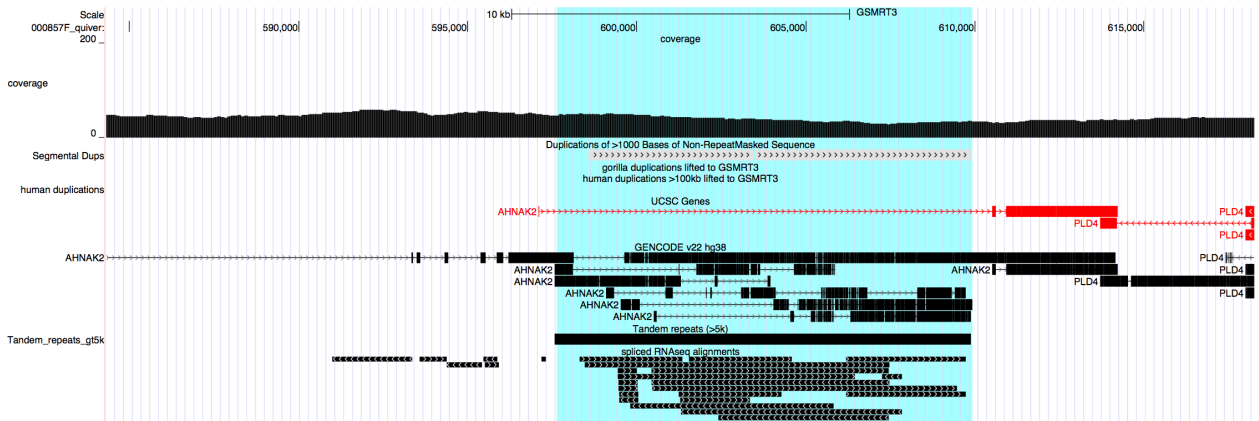 Scale 10 kb GSMRT3
000857F_quiver: 590,000 595,000 600,000 605,000 610,000 615,000
200 _ coverage
coverage
0 _
Duplications of >1000 Bases of Non-RepeatMasked Sequence
Segmental Dups
gorilla duplications lifted to GSMRT3
human duplications >100kb lifted to GSMRT3
human duplications
UCSC Genes
AHNAK2 PLD4
PLD4
PLD4
GENCODE v22 hg38
AHNAK2 PLD4
AHNAK2 AHNAK2 PLD4
AHNAK2 PLD4
AHNAK2 PLD4
AHNAK2
AHNAK2
Tandem repeats (>5k)
Tandem_repeats_gt5k
spliced RNAseq alignments